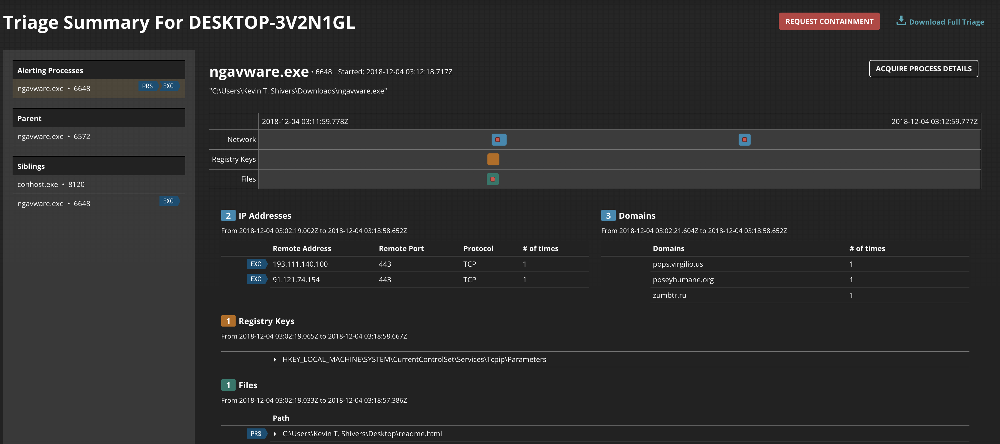 Triage Summary For DESKTOP-3V2N1GL
REQUEST CONTAINMENT
Download Full Triage
Alerting Processes
ngavware.exe • 6648 PRS EXC
Parent
ngavware.exe • 6572
Siblings
conhost.exe • 8120
ngavware.exe • 6648 EXC
ngavware.exe • 6648 Started: 2018-12-04 03:12:18.717Z
ACQUIRE PROCESS DETAILS
"C:\Users\Kevin T. Shivers\Downloads\ngavware.exe"
2018-12-04 03:11:59.778Z 2018-12-04 03:12:59.777Z
Network
Registry Keys
Files
2 IP Addresses
From 2018-12-04 03:02:19.002Z to 2018-12-04 03:18:58.652Z
Remote Address Remote Port Protocol # of times
EXC 193.111.140.100 443 TCP 1
EXC 91.121.74.154 443 TCP 1
3 Domains
From 2018-12-04 03:02:21.604Z to 2018-12-04 03:18:58.652Z
Domains # of times
pops.virgilio.us 1
poseyhumane.org 1
zumbtr.ru 1
1 Registry Keys
From 2018-12-04 03:02:19.065Z to 2018-12-04 03:18:58.667Z
HKEY_LOCAL_MACHINE\SYSTEM\CurrentControlSet\Services\Tcpip\Parameters
1 Files
From 2018-12-04 03:02:19.033Z to 2018-12-04 03:18:57.386Z
Path
PRS C:\Users\Kevin T. Shivers\Desktop\readme.html